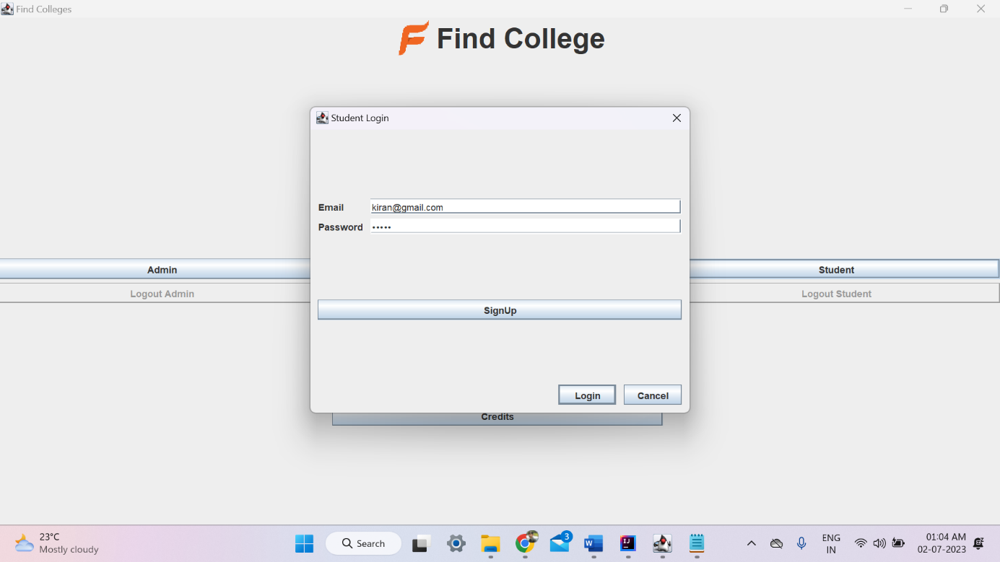 Find Colleges
Find College
Student Login
Email kiran@gmail.com
Password •••••
Admin
Student
Logout Admin
Logout Student
SignUp
Login Cancel
Credits
23°C
Mostly cloudy
Search
3
W
IJ
ENG
IN
01:04 AM
02-07-2023